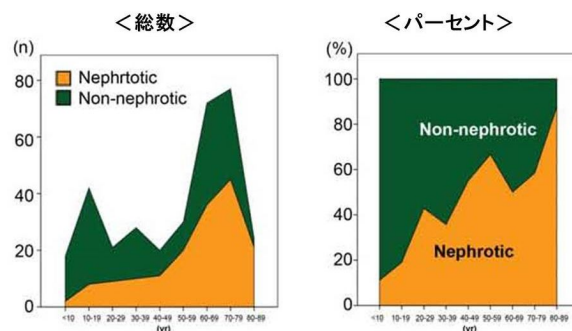 ＜総数＞
(n)
80
60
40
20
0
Nephrtotic
Non-nephrotic
<10 10-19 20-29 30-39 40-49 50-59 60-69 70-79 80-89
(yr)
＜パーセント＞
(%)
100
80
60
40
20
0
Non-nephrotic
Nephrotic
<10 10-19 20-29 30-39 40-49 50-59 60-69 70-79 80-89
(yr)